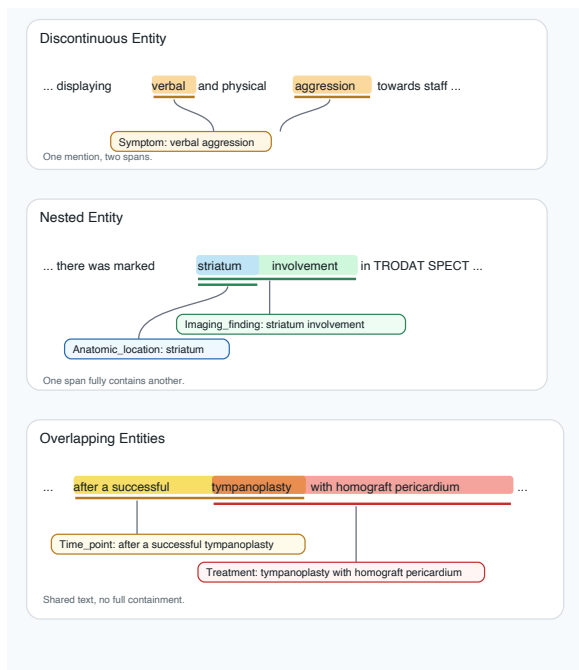 Discontinuous Entity
... displaying verbal and physical aggression towards staff ...
Symptom: verbal aggression
One mention, two spans.
Nested Entity
... there was marked striatum involvement in TRODAT SPECT ...
Imaging_finding: striatum involvement
Anatomic_location: striatum
One span fully contains another.
Overlapping Entities
... after a successful tympanoplasty with homograft pericardium ...
Time_point: after a successful tympanoplasty
Treatment: tympanoplasty with homograft pericardium
Shared text, no full containment.